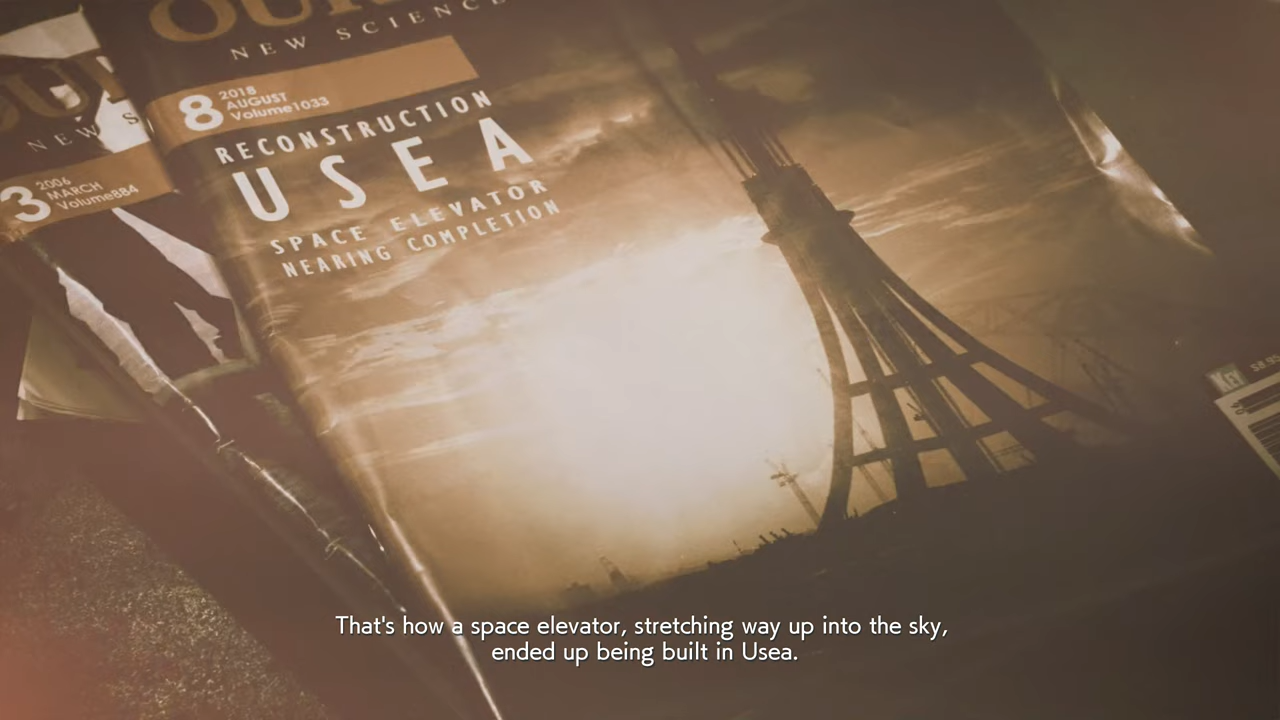 NEW SCIENCE
8
2018
AUGUST
Volume1033
RECONSTRUCTION
USEA
SPACE ELEVATOR
NEARING COMPLETION
NEW S
3
2006
MARCH
Volume884
KEY
That's how a space elevator, stretching way up into the sky,
ended up being built in Usea.